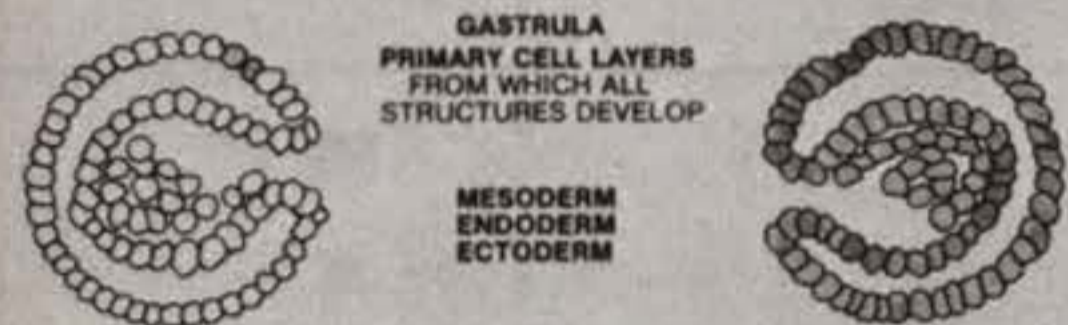 GASTRULA
PRIMARY CELL LAYERS
FROM WHICH ALL
STRUCTURES DEVELOP
MESODERM
ENDODERM
ECTODERM